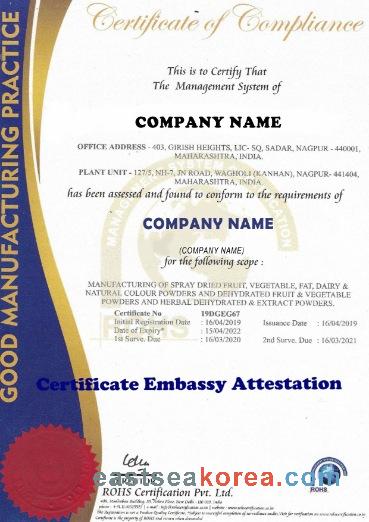 GOOD MANUFACTURING PRACTICE
Certificate of Compliance
This is to Certify That
The Management System of
COMPANY NAME
OFFICE ADDRESS - 403, GIRISH HEIGHTS, LIC- SQ, SADAR, NAGPUR - 440001,
MAHARASHTRA, INDIA.
PLANT UNIT - 127/5, NH-7, JN ROAD, WAGHOLI (KANHAN), NAGPUR- 441404,
MAHARASHTRA, INDIA
has been assessed and found to conform to the requirements of
COMPANY NAME
(COMPANY NAME)
for the following scope :
MANUFACTURING OF SPRAY DRIED FRUIT, VEGETABLE, FAT, DAIRY &
NATURAL COLOUR POWDERS AND DEHYDRATED FRUIT & VEGETABLE
POWDERS AND HERBAL DEHYDRATED & EXTRACT POWDERS.
Certificate No : 19DGEG67
Initial Registration Date : 16/04/2019 Issuance Date : 16/04/2019
Date of Expiry* : 15/04/2022
1st Surve. Due : 16/03/2020 2nd Surve. Due : 16/03/2021
ROHS
Certificate Embassy Attestation
eastseakorea.com
ROHS Certification Pvt. Ltd.
ROHS